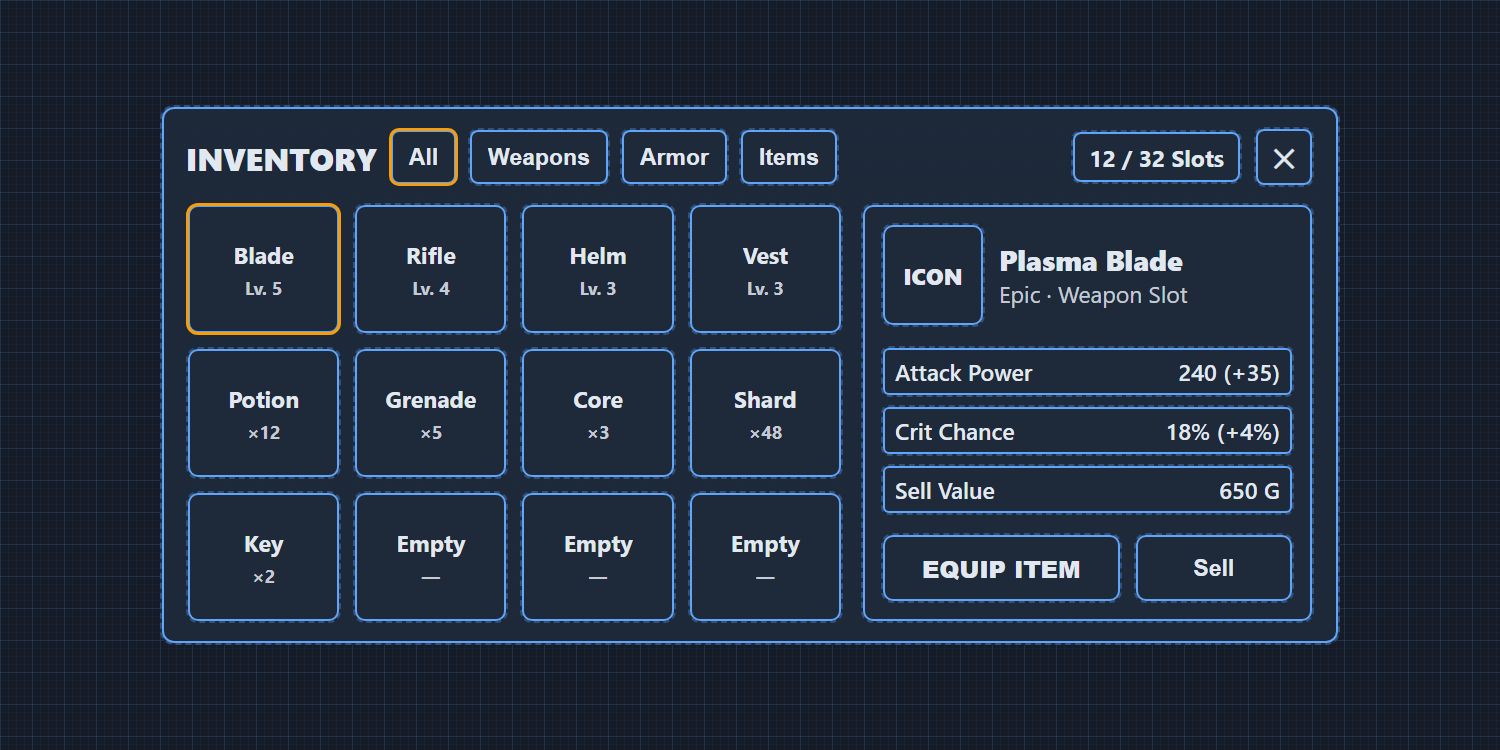 INVENTORY
All
Weapons
Armor
Items
12 / 32 Slots
×
Blade
Lv. 5
Rifle
Lv. 4
Helm
Lv. 3
Vest
Lv. 3
Potion
×12
Grenade
×5
Core
×3
Shard
×48
Key
×2
Empty
—
Empty
—
Empty
—
ICON
Plasma Blade
Epic · Weapon Slot
Attack Power 240 (+35)
Crit Chance 18% (+4%)
Sell Value 650 G
EQUIP ITEM
Sell